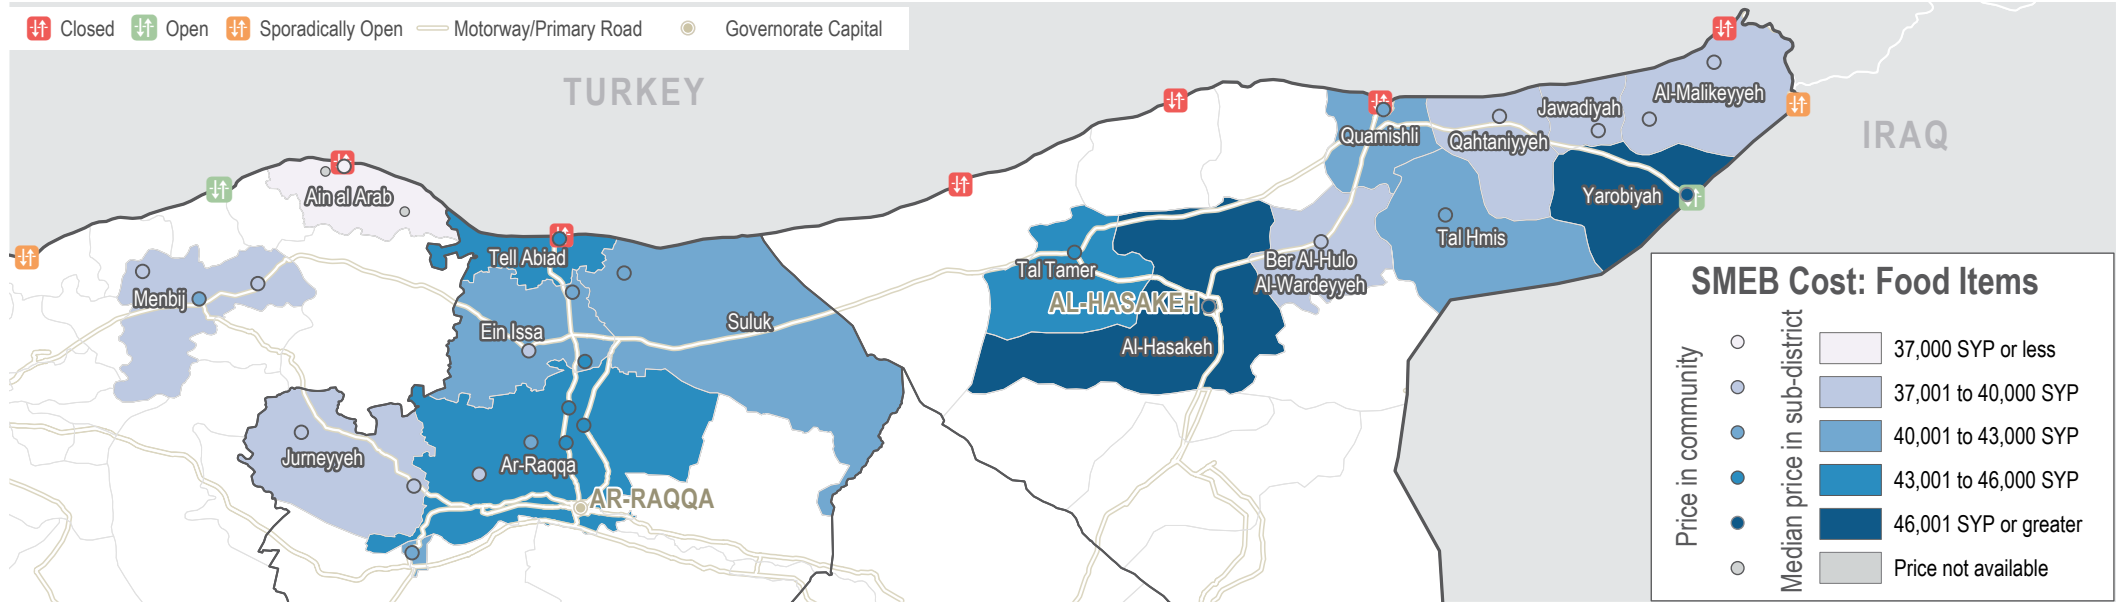 Closed
Open
Sporadically Open
Motorway/Primary Road
Governorate Capital
TURKEY
IRAQ
Al-Malikeyyeh
Jawadiyah
Quamishli
Qahtaniyyeh
Yarobiyah
Ain al Arab
Tal Hmis
Tell Abiad
Tal Tamer
Ber Al-Hulo
Al-Wardeyyeh
Menbij
AL-HASAKEH
Suluk
Ein Issa
Al-Hasakeh
Jurneyyeh
Ar-Raqqa
AR-RAQQA
SMEB Cost: Food Items
Price in community
Median price in sub-district
37,000 SYP or less
37,001 to 40,000 SYP
40,001 to 43,000 SYP
43,001 to 46,000 SYP
46,001 SYP or greater
Price not available